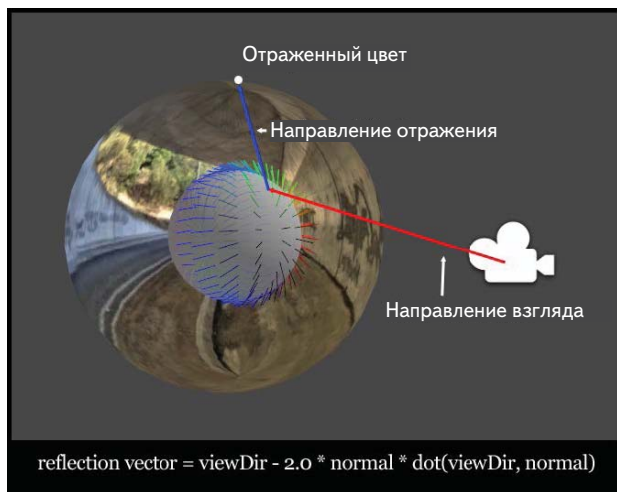 Отраженный цвет
Направление отражения
Направление взгляда
reflection vector = viewDir - 2.0 * normal * dot(viewDir, normal)